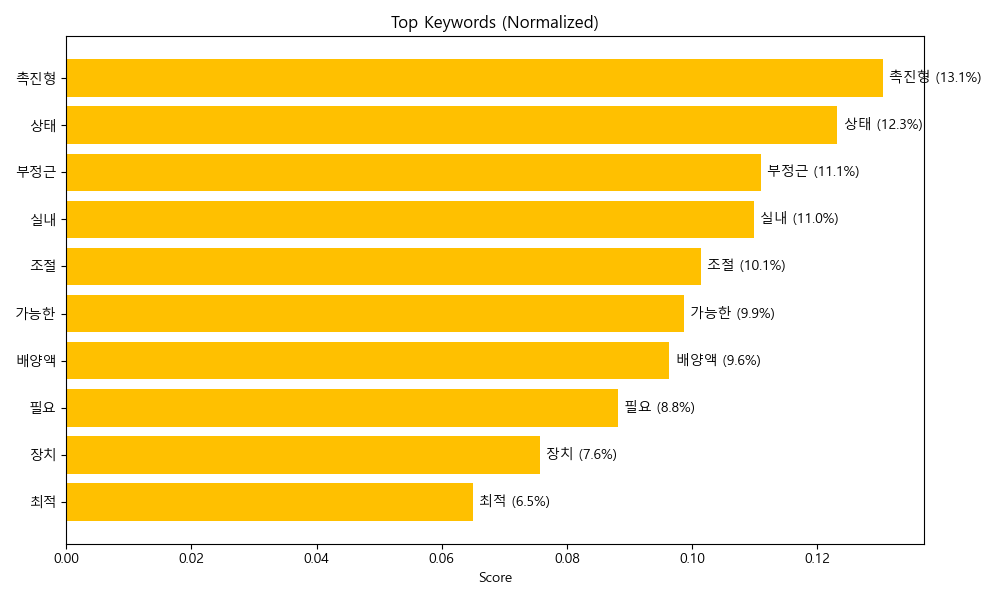 Top Keywords (Normalized)
촉진형 촉진형 (13.1%)
상태 상태 (12.3%)
부정근 부정근 (11.1%)
실내 실내 (11.0%)
조절 조절 (10.1%)
가능한 가능한 (9.9%)
배양액 배양액 (9.6%)
필요 필요 (8.8%)
장치 장치 (7.6%)
최적 최적 (6.5%)
0.00 0.02 0.04 0.06 0.08 0.10 0.12
Score